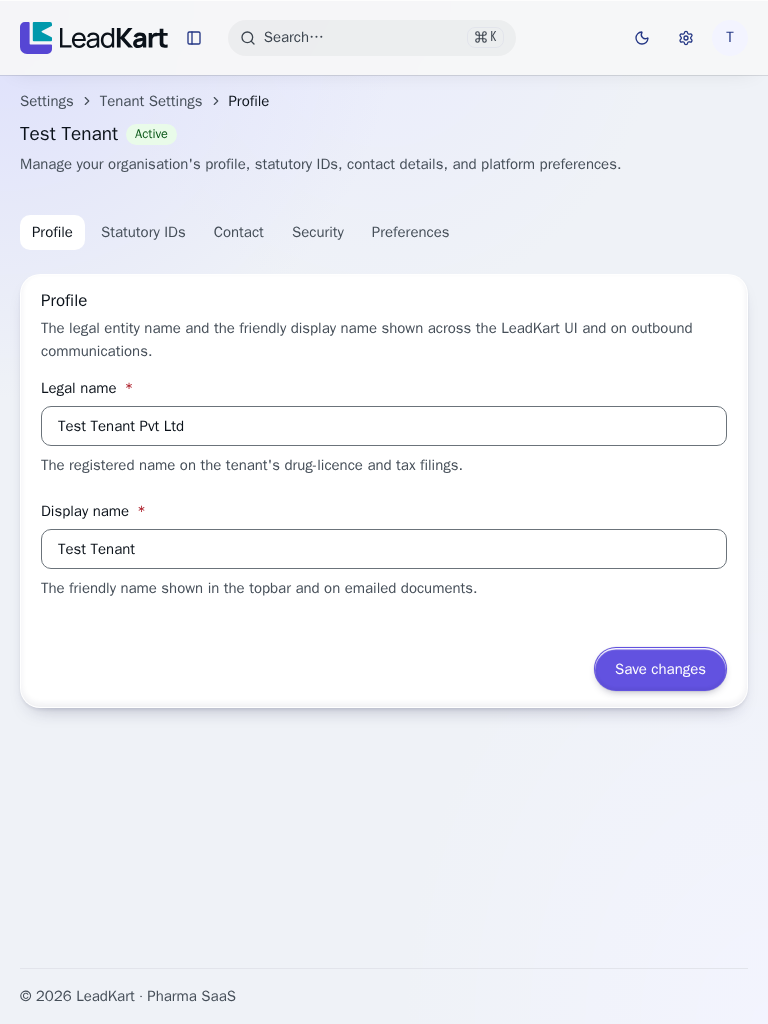 LeadKart
Search⋯
⌘ K
T
Settings > Tenant Settings > Profile
Test Tenant Active
Manage your organisation's profile, statutory IDs, contact details, and platform preferences.
Profile Statutory IDs Contact Security Preferences
Profile
The legal entity name and the friendly display name shown across the LeadKart UI and on outbound
communications.
Legal name *
Test Tenant Pvt Ltd
The registered name on the tenant's drug-licence and tax filings.
Display name *
Test Tenant
The friendly name shown in the topbar and on emailed documents.
Save changes
© 2026 LeadKart · Pharma SaaS